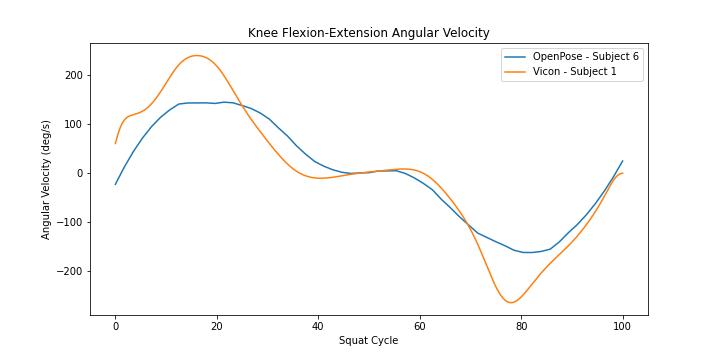 Knee Flexion-Extension Angular Velocity
OpenPose - Subject 6
Vicon - Subject 1
Angular Velocity (deg/s)
200
100
0
−100
−200
0 20 40 60 80 100
Squat Cycle